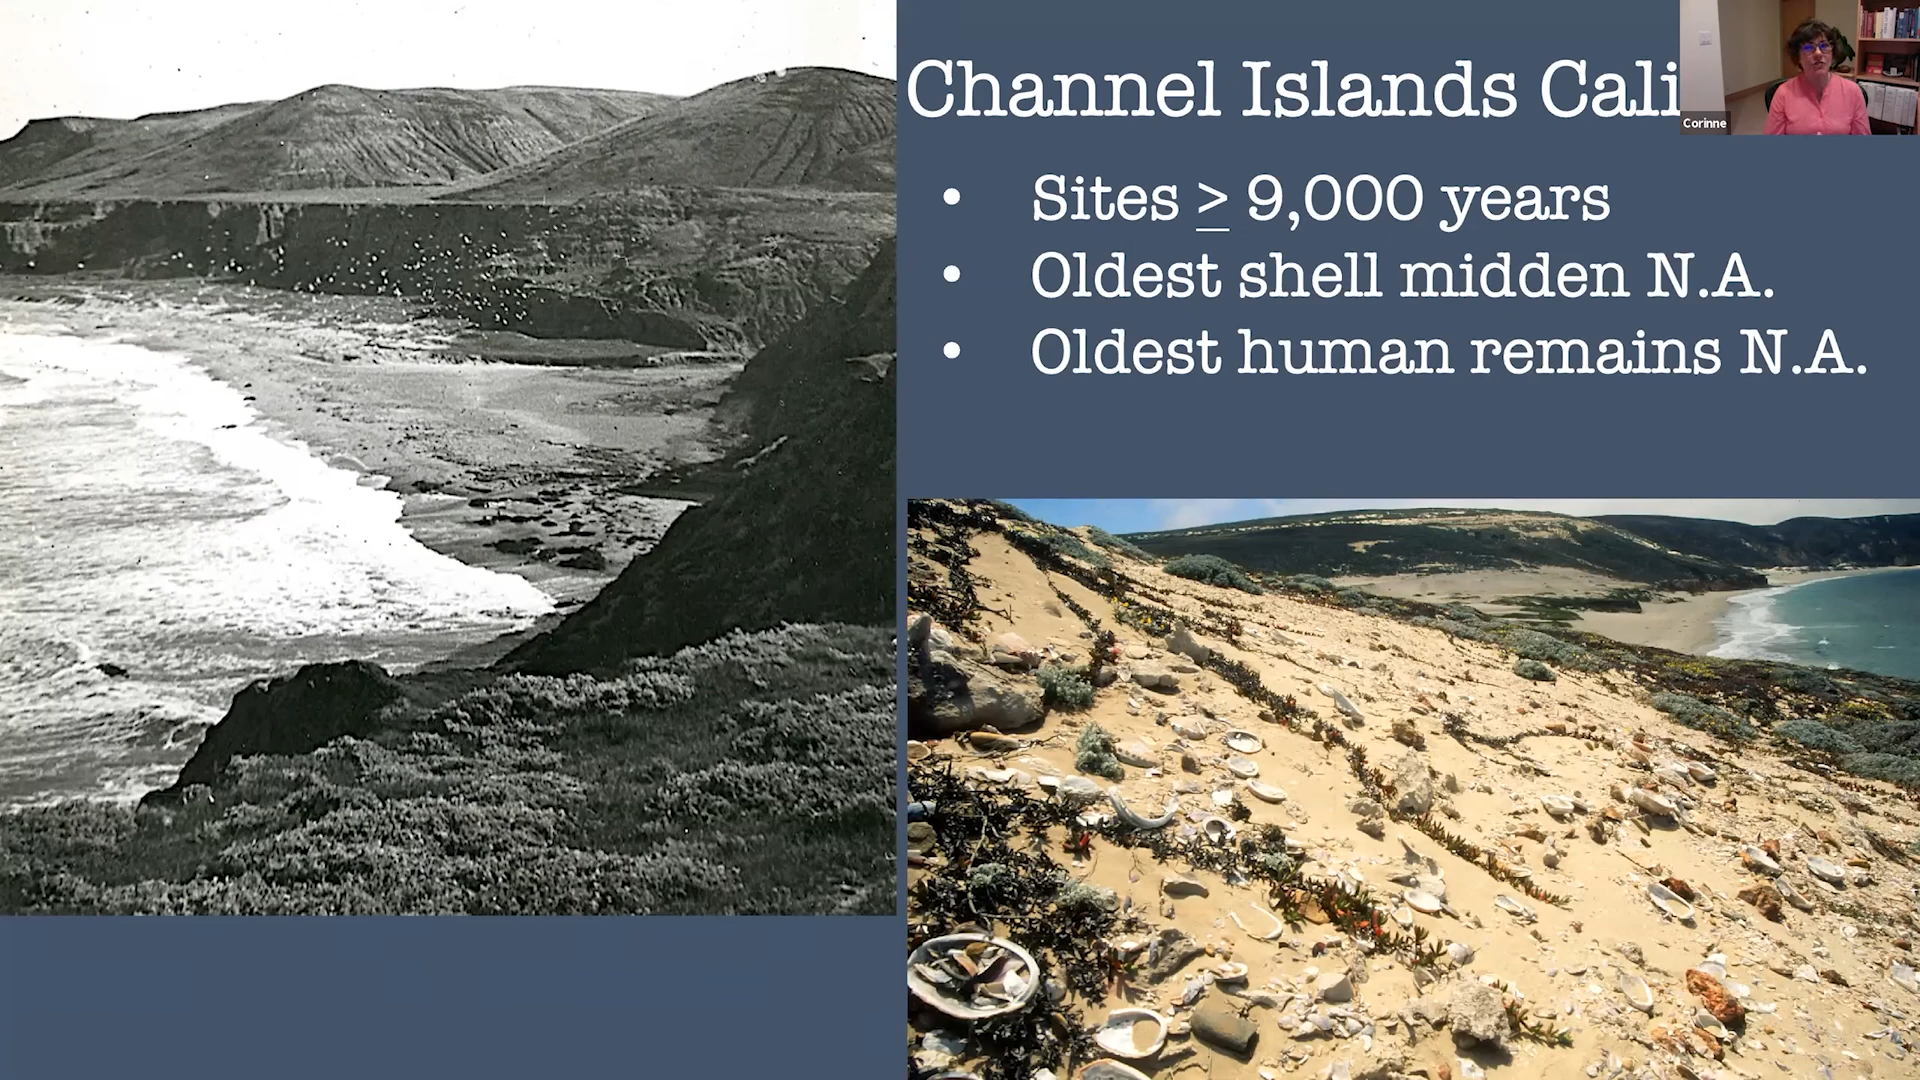 Channel Islands Cali
Corinne
• Sites ≥ 9,000 years
• Oldest shell midden N.A.
• Oldest human remains N.A.